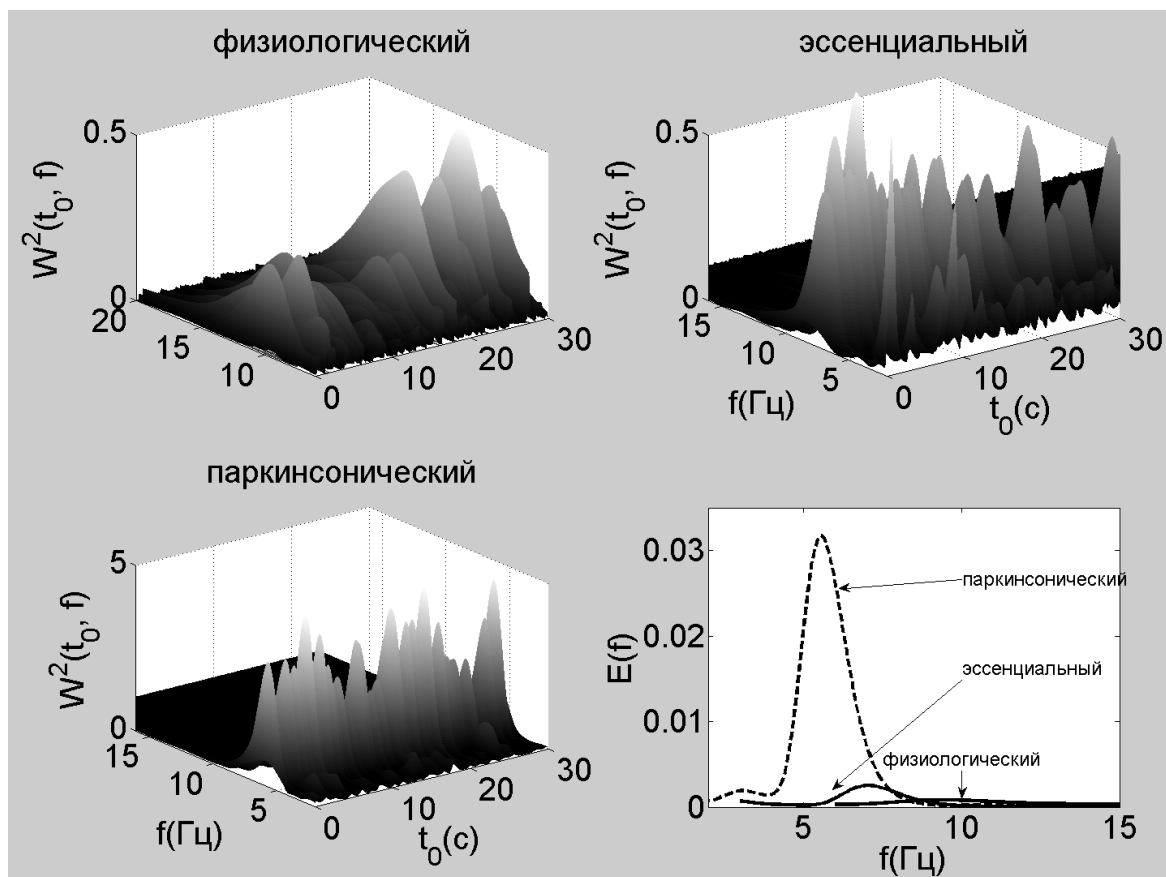 физиологический
0.5
0
W²(t₀, f)
20
15
10
0
10
20
30
эссенциальный
0.5
0
W²(t₀, f)
15
10
5
f(Гц)
0
10
20
30
t₀(с)
паркинсонический
5
0
W²(t₀, f)
15
10
5
f(Гц)
0
10
20
30
t₀(с)
0.03
0.02
0.01
0
E(f)
паркинсонический
эссенциальный
физиологический
5
10
15
f(Гц)